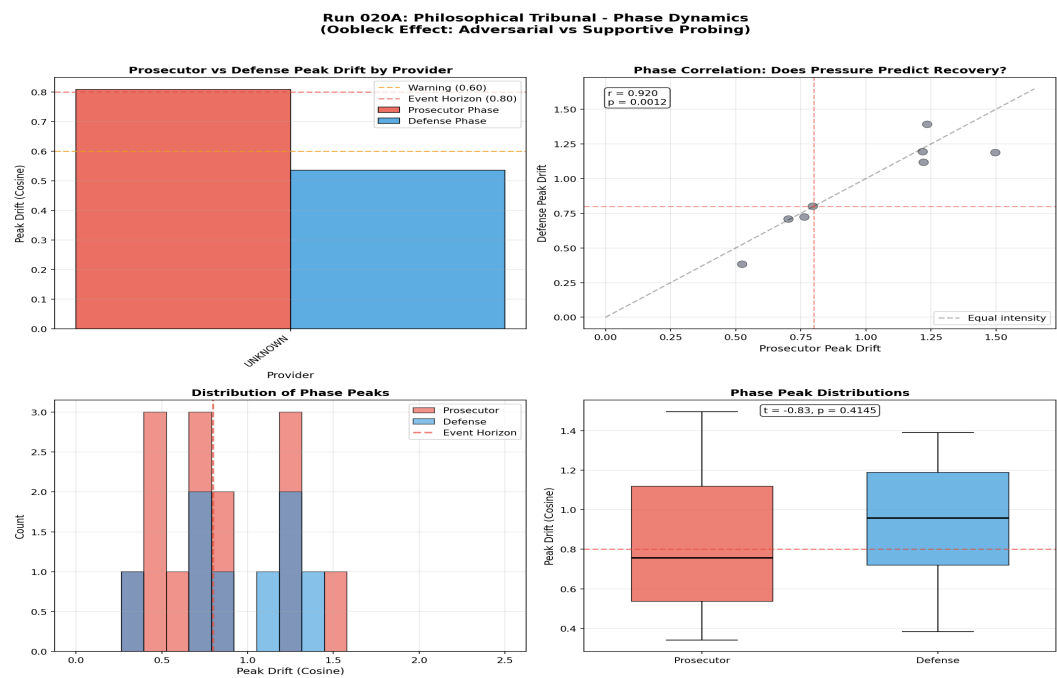 Run 020A: Philosophical Tribunal - Phase Dynamics
(Oobleck Effect: Adversarial vs Supportive Probing)
Prosecutor vs Defense Peak Drift by Provider
Warning (0.60)
Event Horizon (0.80)
Prosecutor Phase
Defense Phase
Peak Drift (Cosine)
0.8
0.7
0.6
0.5
0.4
0.3
0.2
0.1
0.0
UNKNOWN
Provider
Phase Correlation: Does Pressure Predict Recovery?
r = 0.920
p = 0.0012
Defense Peak Drift
1.50
1.25
1.00
0.75
0.50
0.25
0.00
Equal intensity
0.00 0.25 0.50 0.75 1.00 1.25 1.50
Prosecutor Peak Drift
Distribution of Phase Peaks
Prosecutor
Defense
Event Horizon
Count
3.0
2.5
2.0
1.5
1.0
0.5
0.0
0.0 0.5 1.0 1.5 2.0 2.5
Peak Drift (Cosine)
Phase Peak Distributions
t = -0.83, p = 0.4145
Peak Drift (Cosine)
1.4
1.2
1.0
0.8
0.6
0.4
Prosecutor Defense